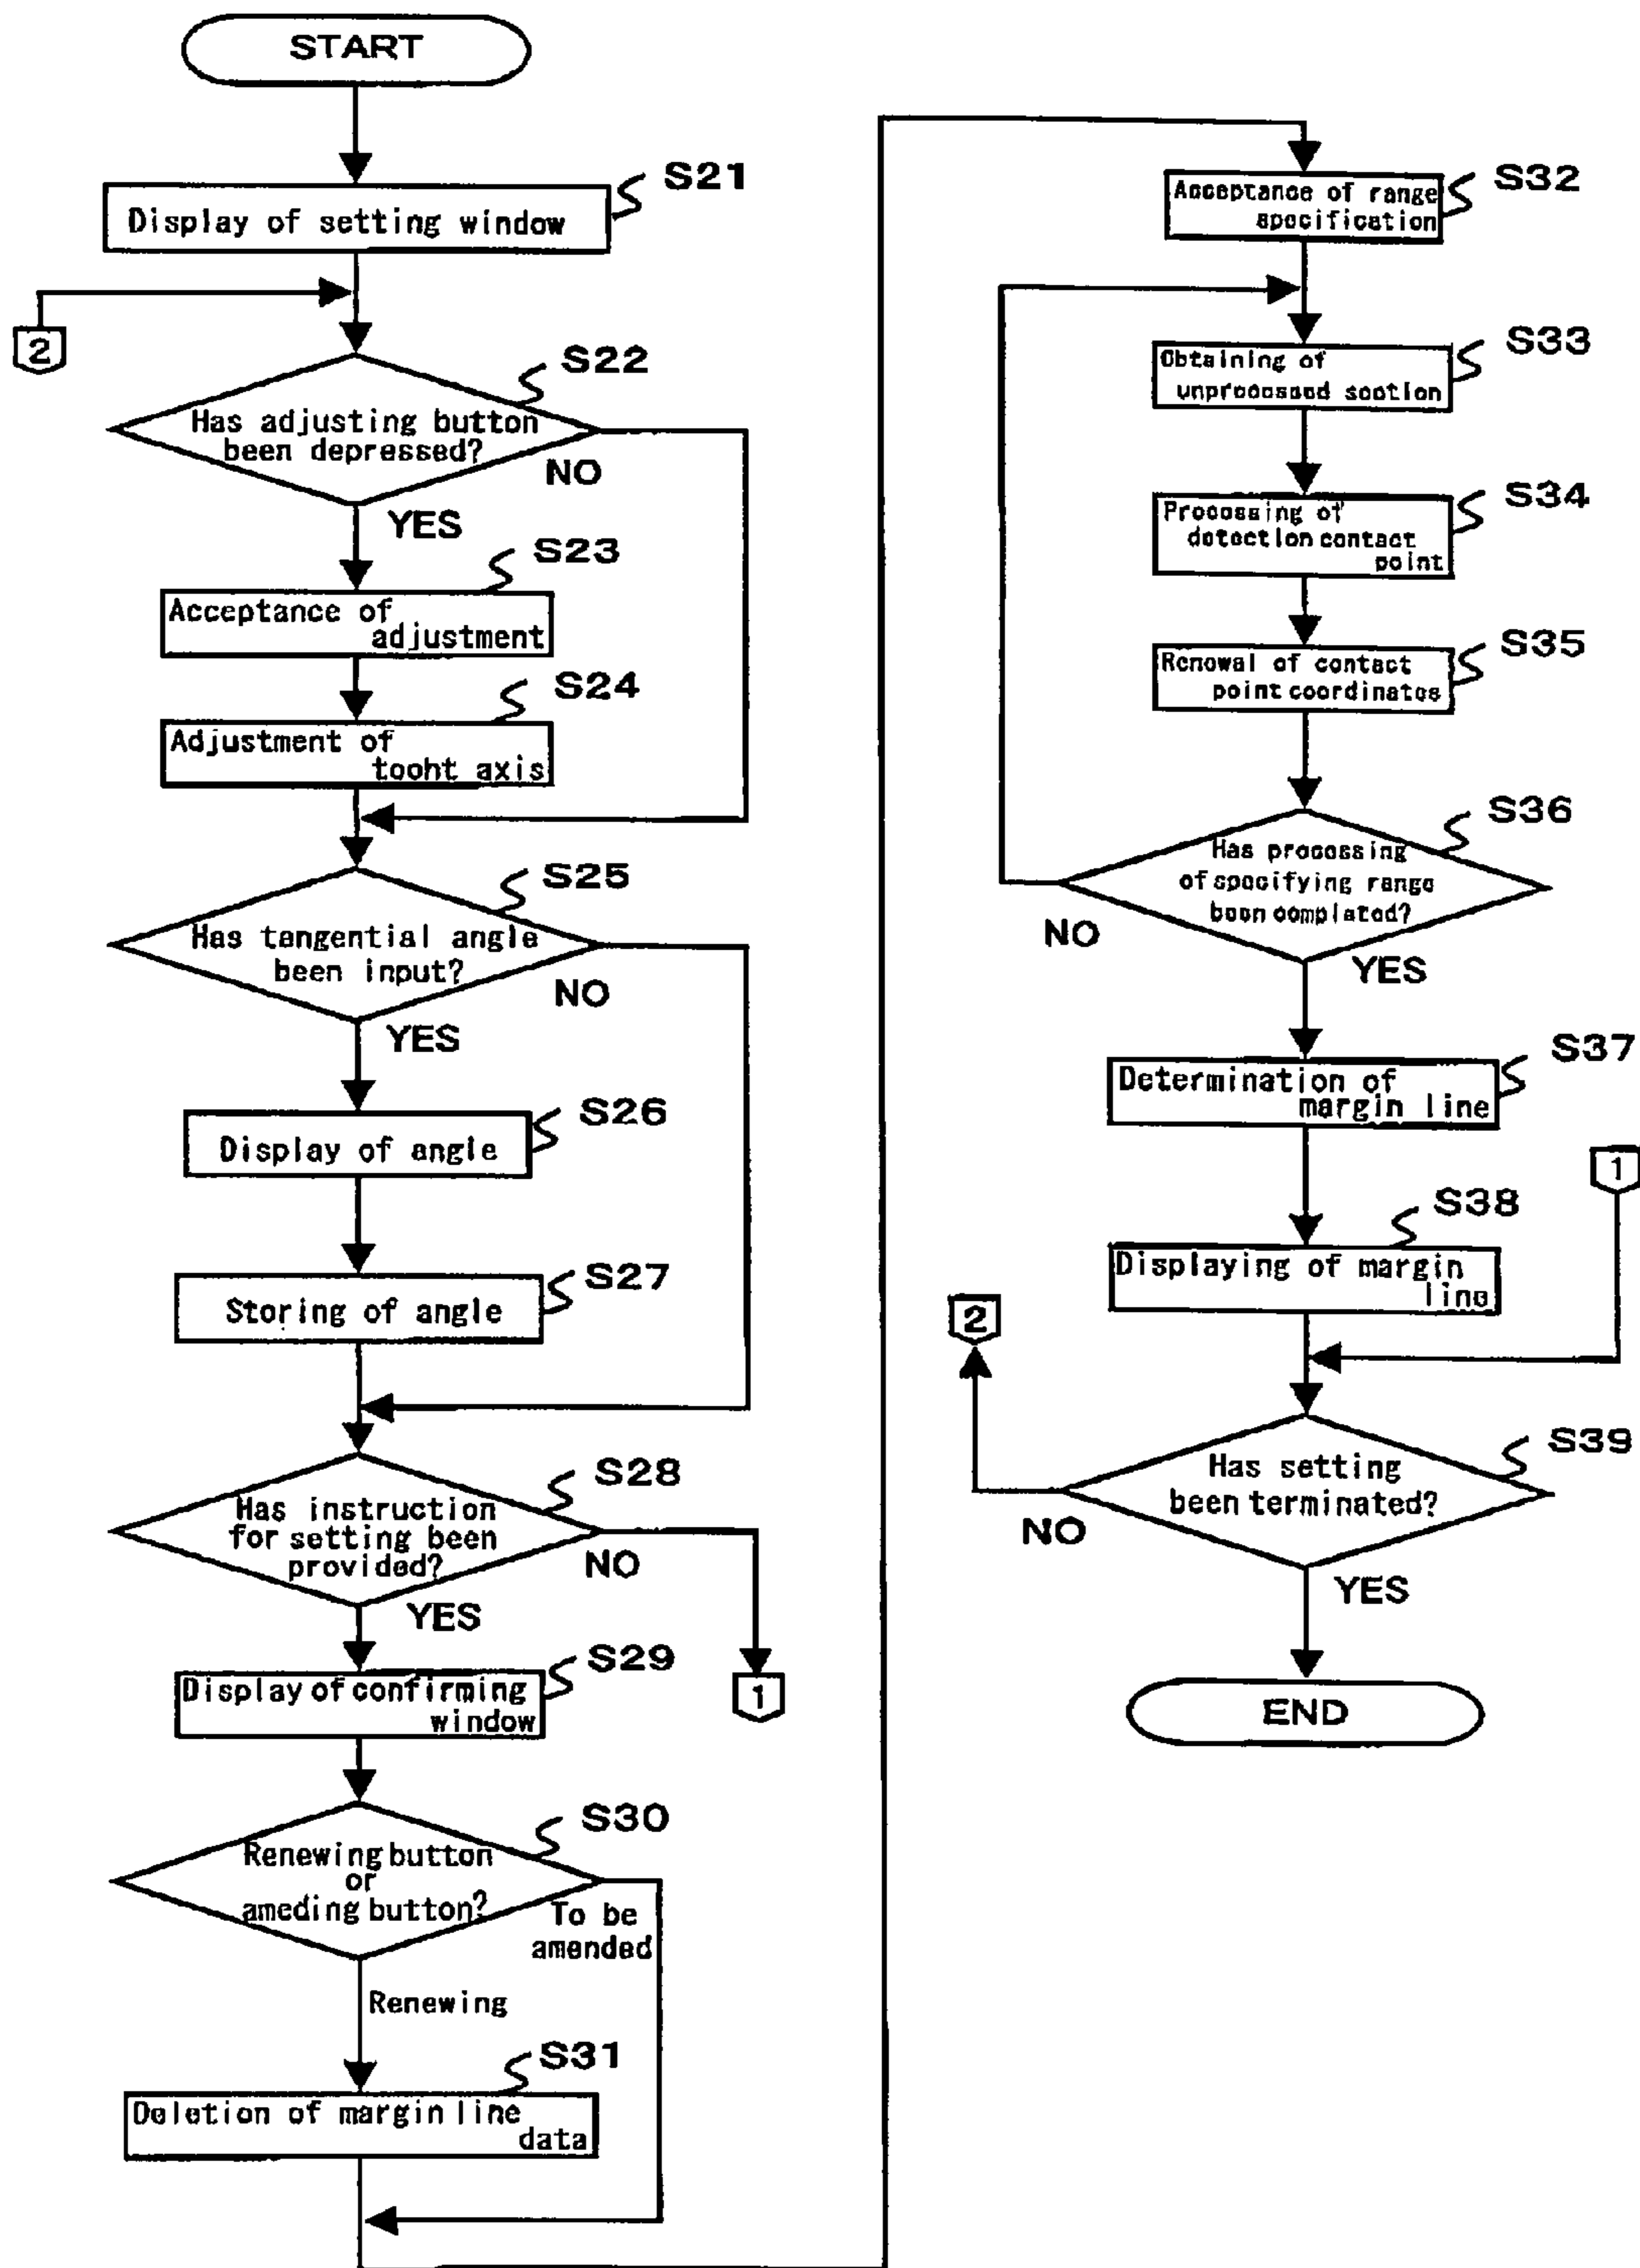 START
S21
Display of setting window
2
S22
Has adjusting button
been depressed?
NO
YES
S23
Acceptance of
adjustment
S24
Adjustment of
tooht axis
S25
Has tangential angle
been input?
NO
YES
S26
Display of angle
S27
Storing of angle
S28
Has instruction
for setting been
provided?
NO
YES
1
S29
Display of confirming
window
S30
Renewing button
or
ameding button?
To be
amended
Renewing
S31
Deletion of margin line
data
S32
Acceptance of range
specification
S33
Obtaining of
unprocessed section
S34
Processing of
detection contact
point
S35
Renewal of contact
point coordinates
S36
Has processing
of specifying range
been completed?
NO
YES
S37
Determination of
margin line
1
S38
Displaying of margin
line
2
S39
Has setting
been terminated?
NO
YES
END